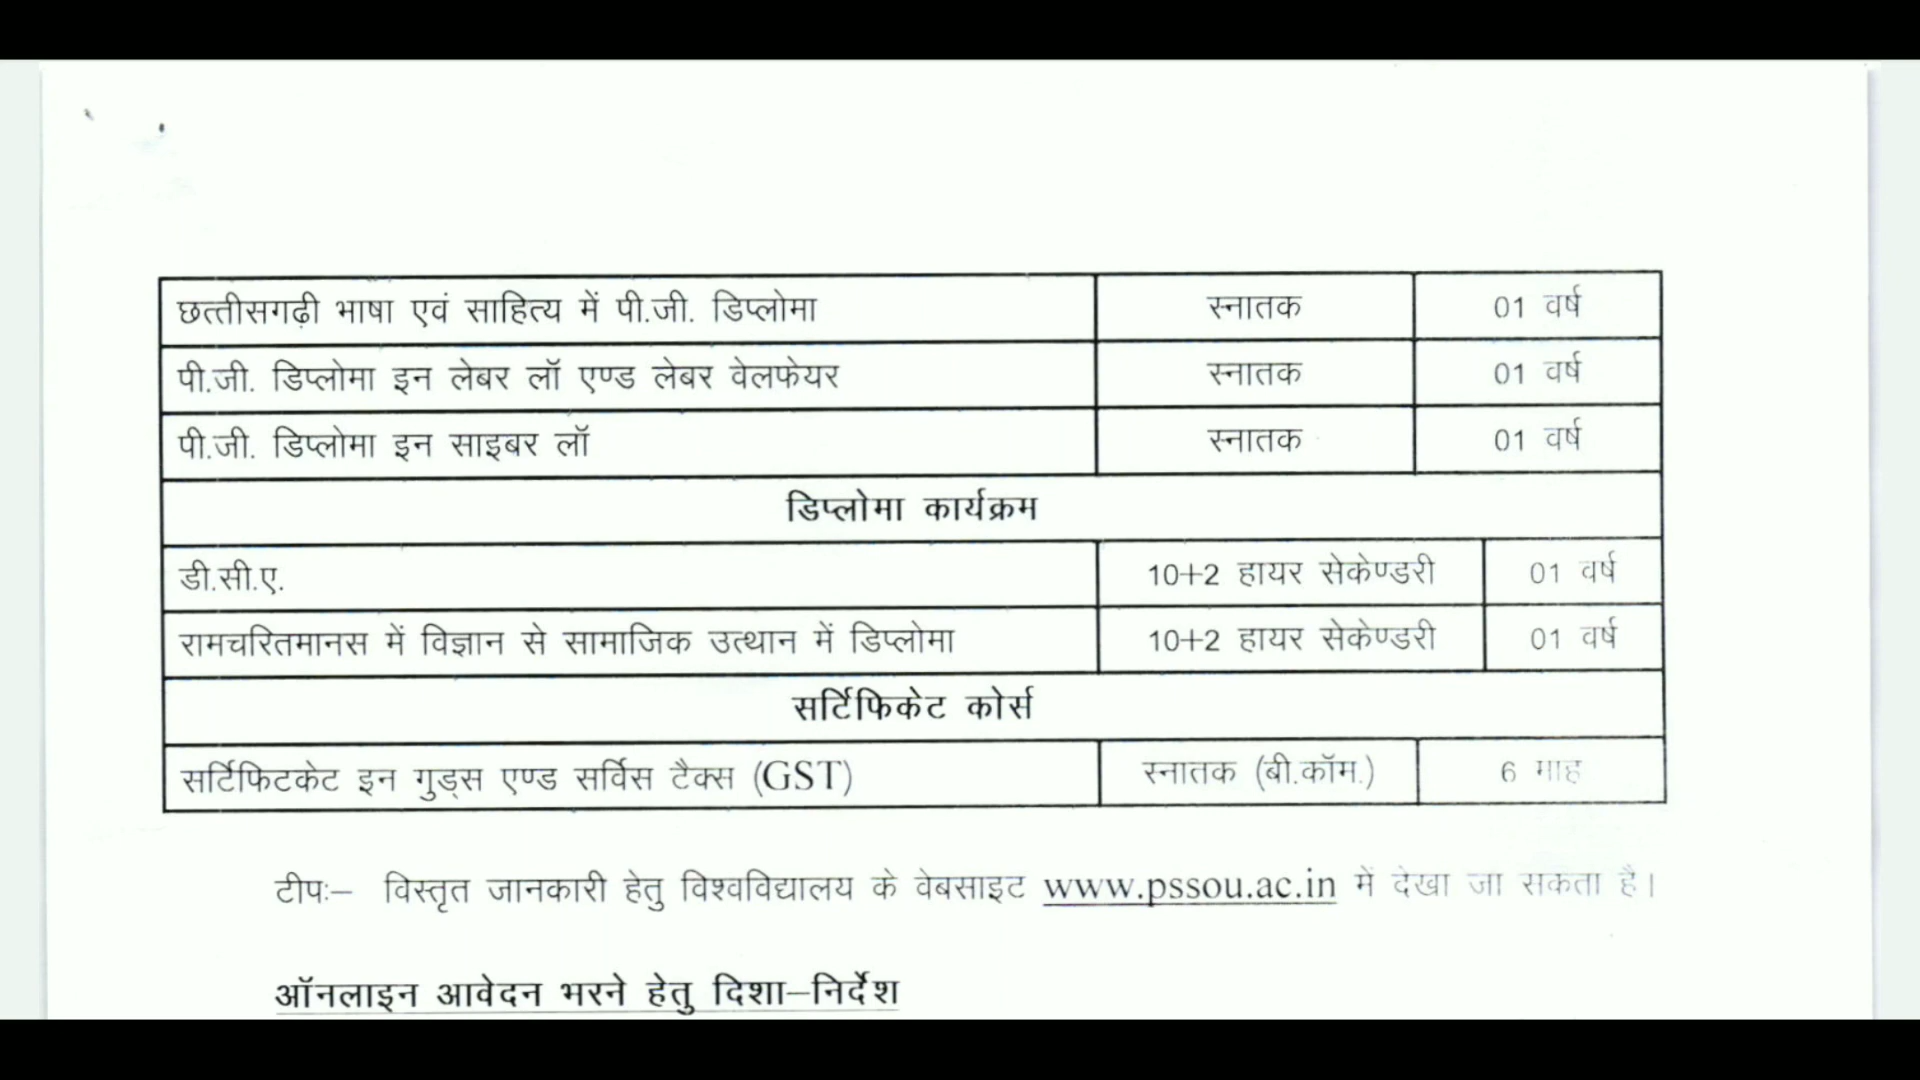 छत्तीसगढ़ी भाषा एवं साहित्य में पी.जी. डिप्लोमा स्नातक 01 वर्ष
पी.जी. डिप्लोमा इन लेबर लॉ एण्ड लेबर वेलफेयर स्नातक 01 वर्ष
पी.जी. डिप्लोमा इन साइबर लॉ स्नातक 01 वर्ष
डिप्लोमा कार्यक्रम
डी.सी.ए. 10+2 हायर सेकेण्डरी 01 वर्ष
रामचरितमानस में विज्ञान से सामाजिक उत्थान में डिप्लोमा 10+2 हायर सेकेण्डरी 01 वर्ष
सर्टिफिकेट कोर्स
सर्टिफिटकेट इन गुड्स एण्ड सर्विस टैक्स (GST) स्नातक (बी.कॉम.) 6 माह
टीपः– विस्तृत जानकारी हेतु विश्वविद्यालय के वेबसाइट www.pssou.ac.in में देखा जा सकता है।
ऑनलाइन आवेदन भरने हेतु दिशा–निर्देश